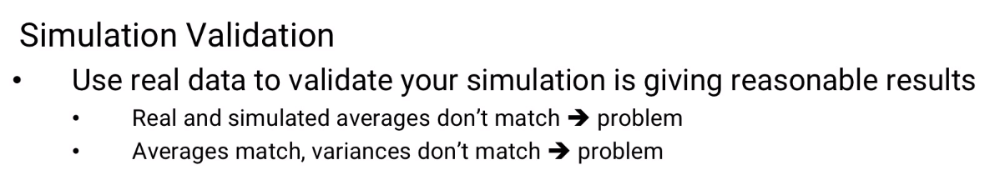 Simulation Validation
• Use real data to validate your simulation is giving reasonable results
• Real and simulated averages don’t match ➔ problem
• Averages match, variances don’t match ➔ problem